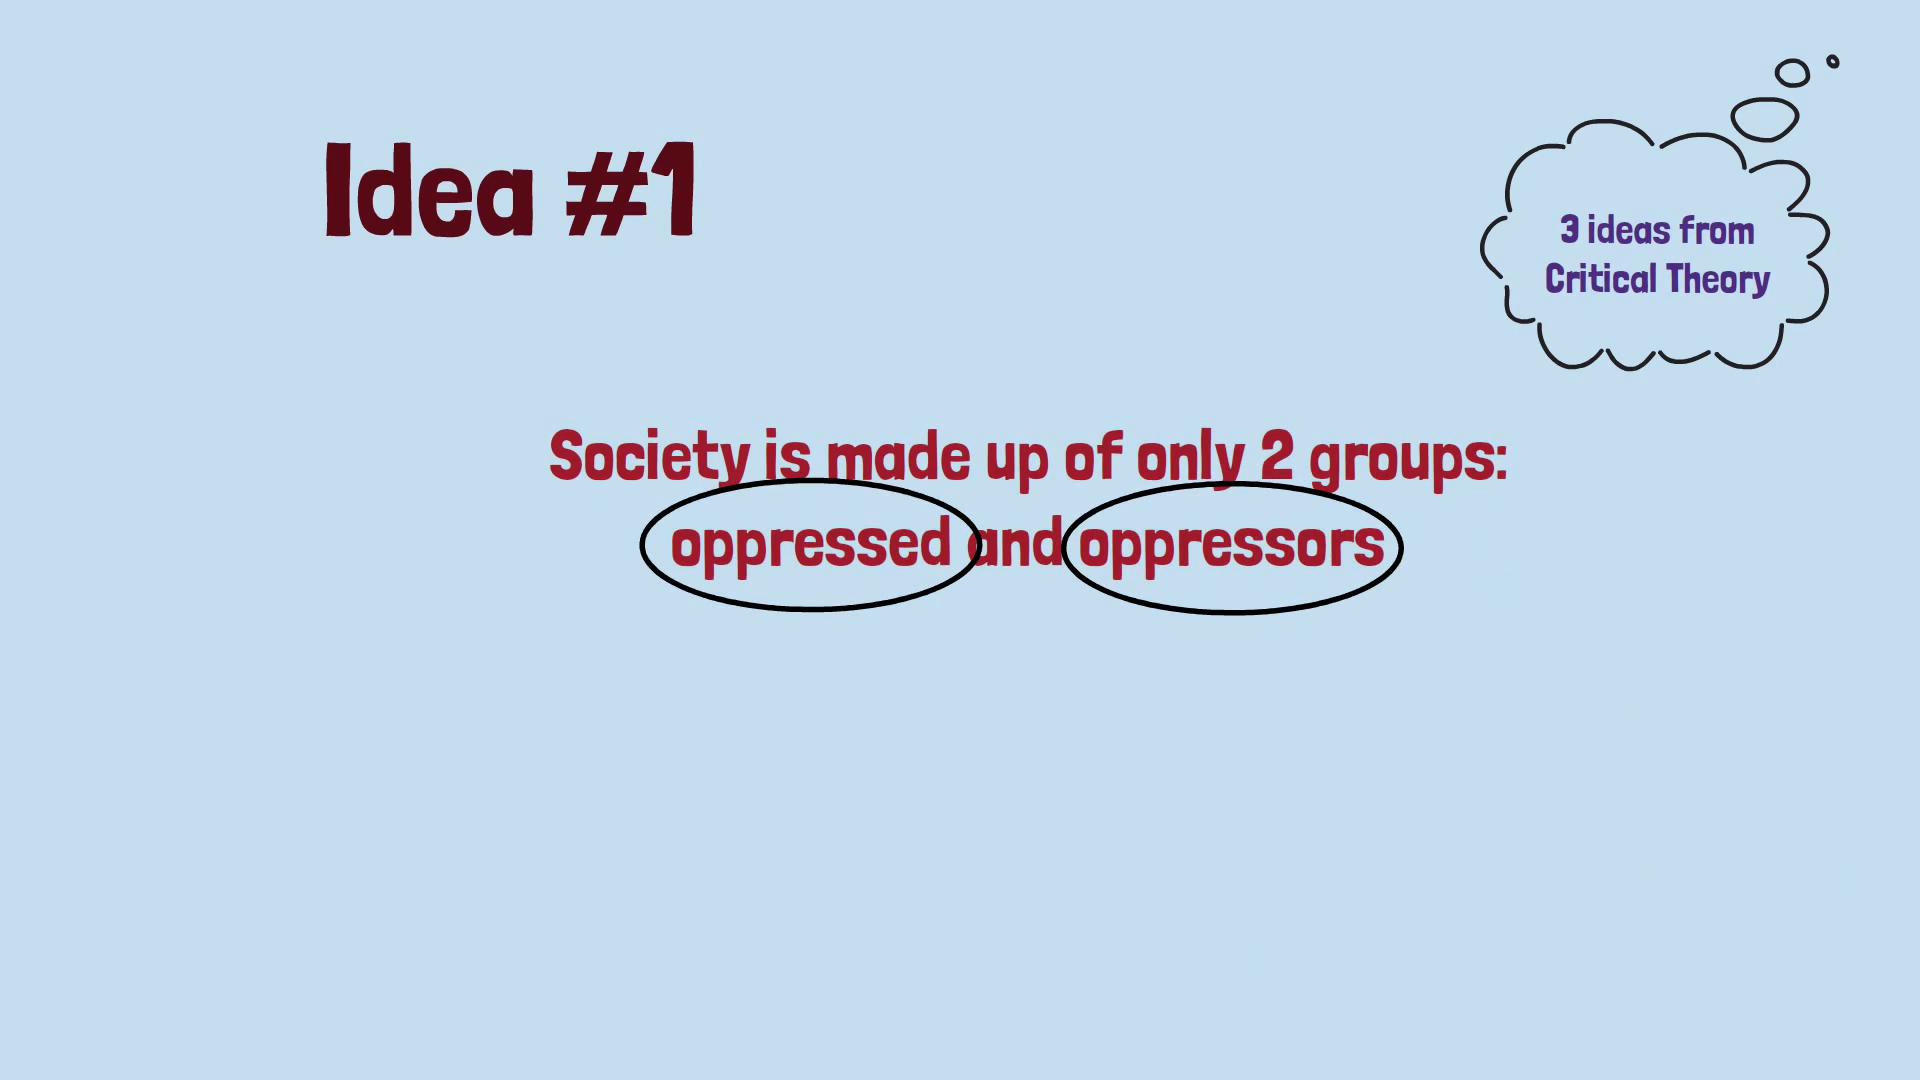 Idea #1
3 ideas from
Critical Theory
Society is made up of only 2 groups:
oppressed and oppressors